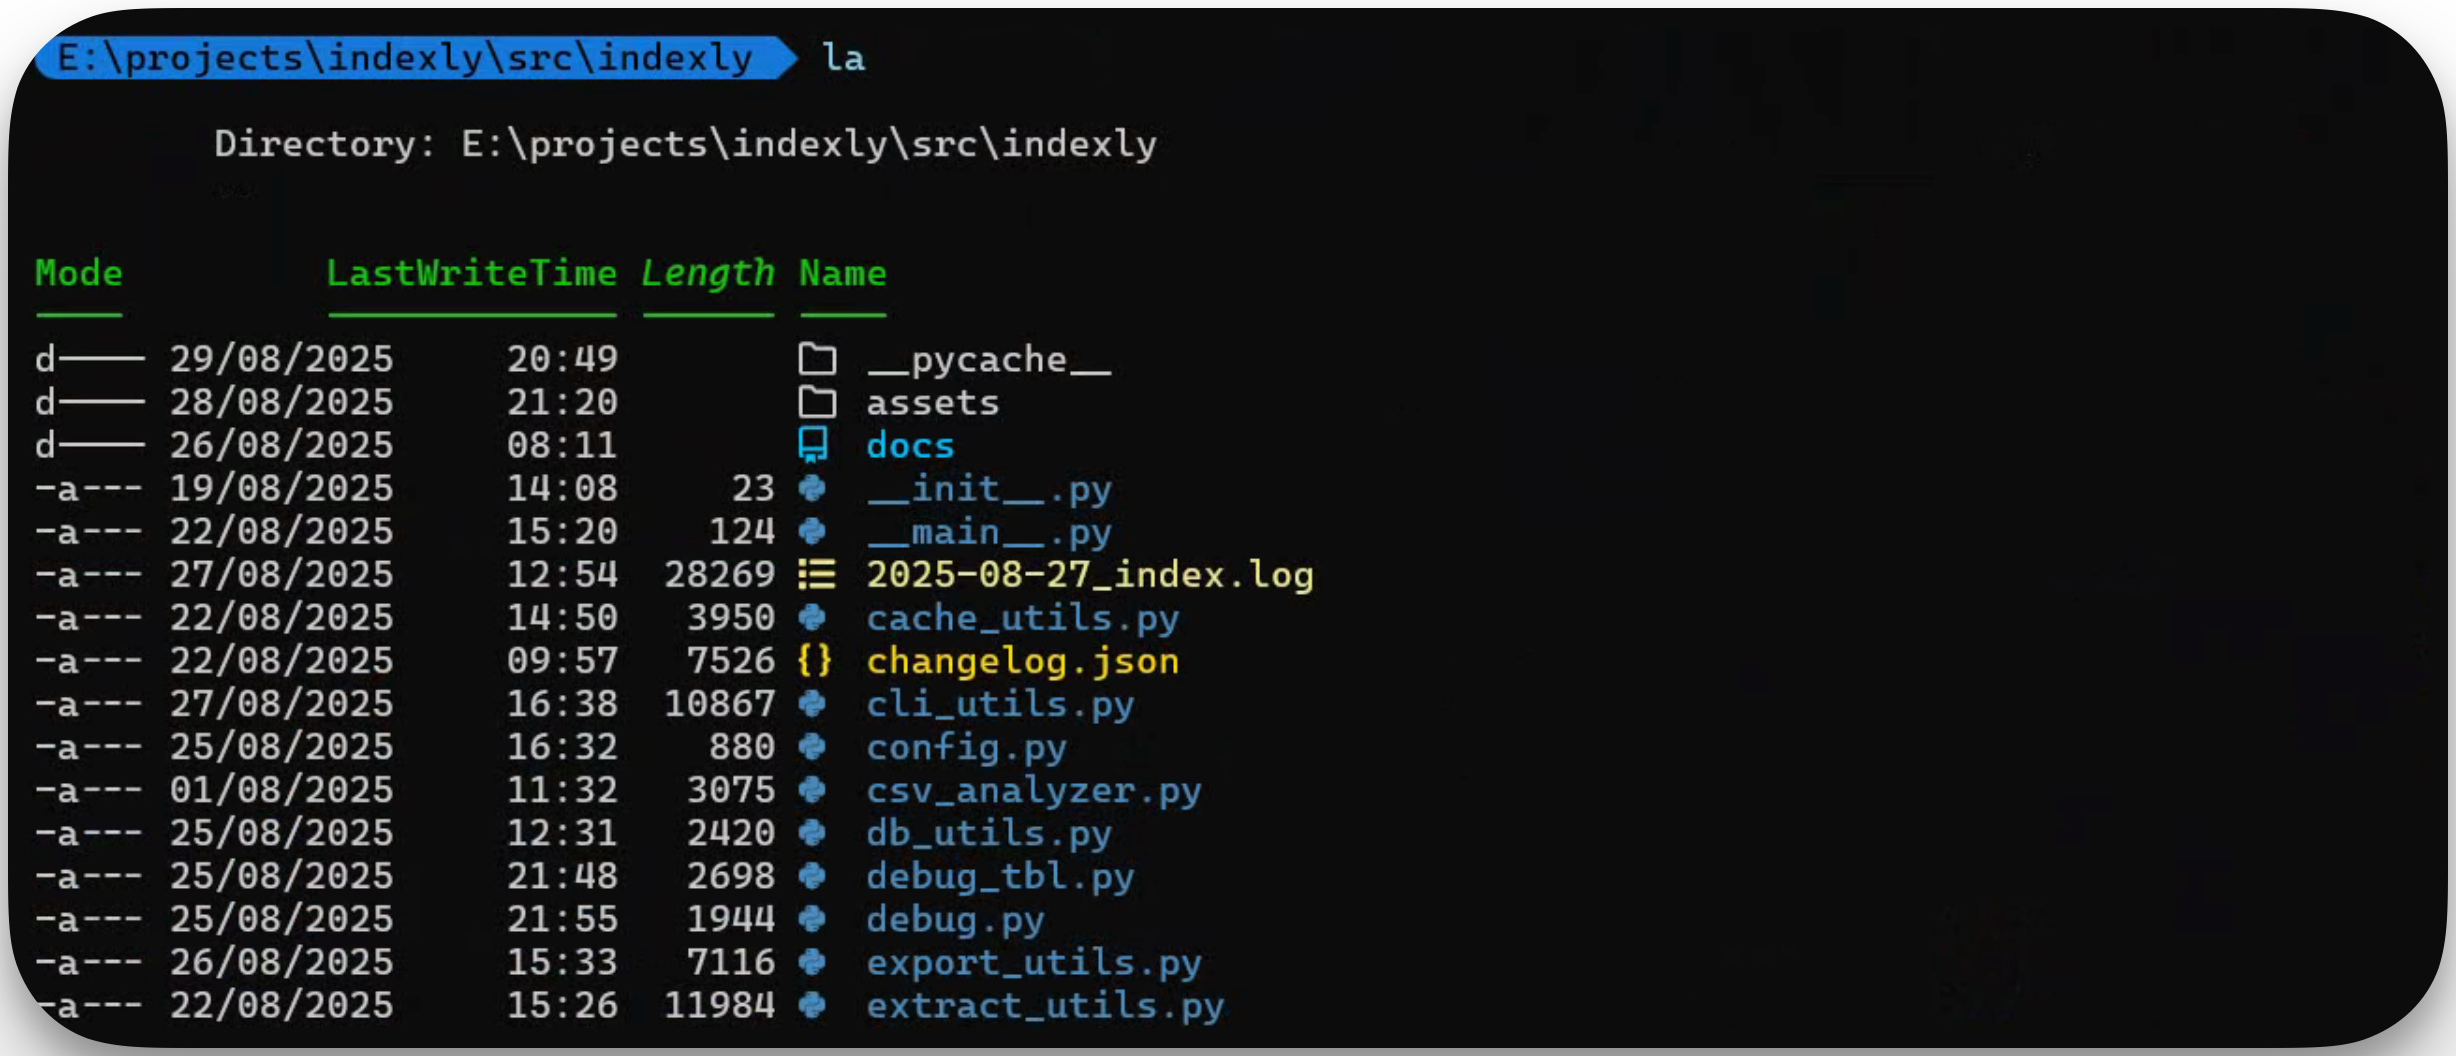 E:\projects\indexly\src\indexly la
Directory: E:\projects\indexly\src\indexly
Mode LastWriteTime Length Name
d———— 29/08/2025 20:49 __pycache__
d———— 28/08/2025 21:20 assets
d———— 26/08/2025 08:11 docs
-a--- 19/08/2025 14:08 23 __init__.py
-a--- 22/08/2025 15:20 124 __main__.py
-a--- 27/08/2025 12:54 28269 2025-08-27_index.log
-a--- 22/08/2025 14:50 3950 cache_utils.py
-a--- 22/08/2025 09:57 7526 {} changelog.json
-a--- 27/08/2025 16:38 10867 cli_utils.py
-a--- 25/08/2025 16:32 880 config.py
-a--- 01/08/2025 11:32 3075 csv_analyzer.py
-a--- 25/08/2025 12:31 2420 db_utils.py
-a--- 25/08/2025 21:48 2698 debug_tbl.py
-a--- 25/08/2025 21:55 1944 debug.py
-a--- 26/08/2025 15:33 7116 export_utils.py
-a--- 22/08/2025 15:26 11984 extract_utils.py